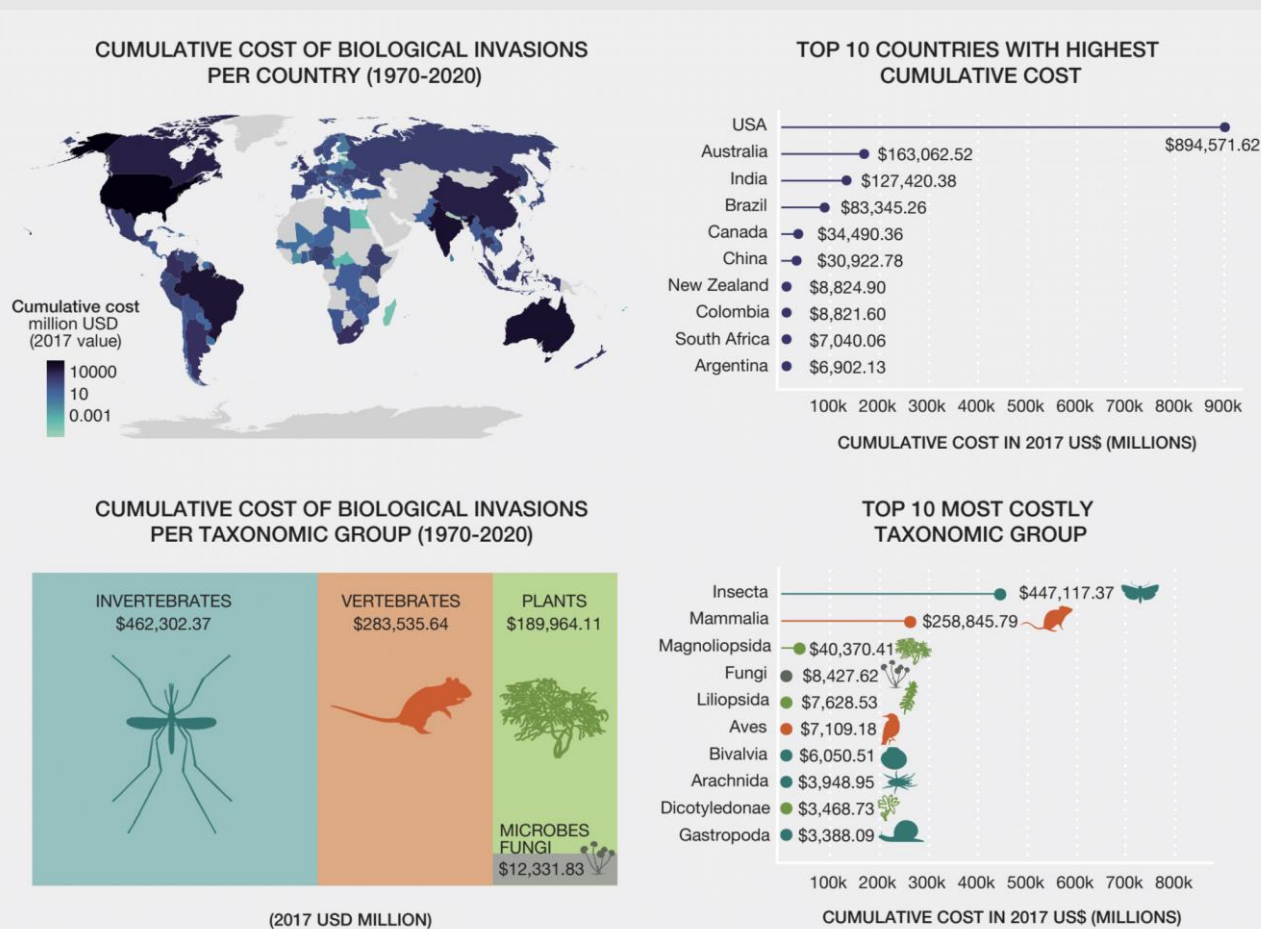 CUMULATIVE COST OF BIOLOGICAL INVASIONS
PER COUNTRY (1970-2020)
Cumulative cost
million USD
(2017 value)
10000
10
0.001
TOP 10 COUNTRIES WITH HIGHEST
CUMULATIVE COST
USA
$894,571.62
Australia $163,062.52
India $127,420.38
Brazil $83,345.26
Canada $34,490.36
China $30,922.78
New Zealand $8,824.90
Colombia $8,821.60
South Africa $7,040.06
Argentina $6,902.13
100k 200k 300k 400k 500k 600k 700k 800k 900k
CUMULATIVE COST IN 2017 US$ (MILLIONS)
CUMULATIVE COST OF BIOLOGICAL INVASIONS
PER TAXONOMIC GROUP (1970-2020)
INVERTEBRATES
$462,302.37
VERTEBRATES
$283,535.64
PLANTS
$189,964.11
MICROBES
FUNGI
$12,331.83
(2017 USD MILLION)
TOP 10 MOST COSTLY
TAXONOMIC GROUP
Insecta $447,117.37
Mammalia $258,845.79
Magnoliopsida $40,370.41
Fungi $8,427.62
Liliopsida $7,628.53
Aves $7,109.18
Bivalvia $6,050.51
Arachnida $3,948.95
Dicotyledonae $3,468.73
Gastropoda $3,388.09
100k 200k 300k 400k 500k 600k 700k 800k
CUMULATIVE COST IN 2017 US$ (MILLIONS)